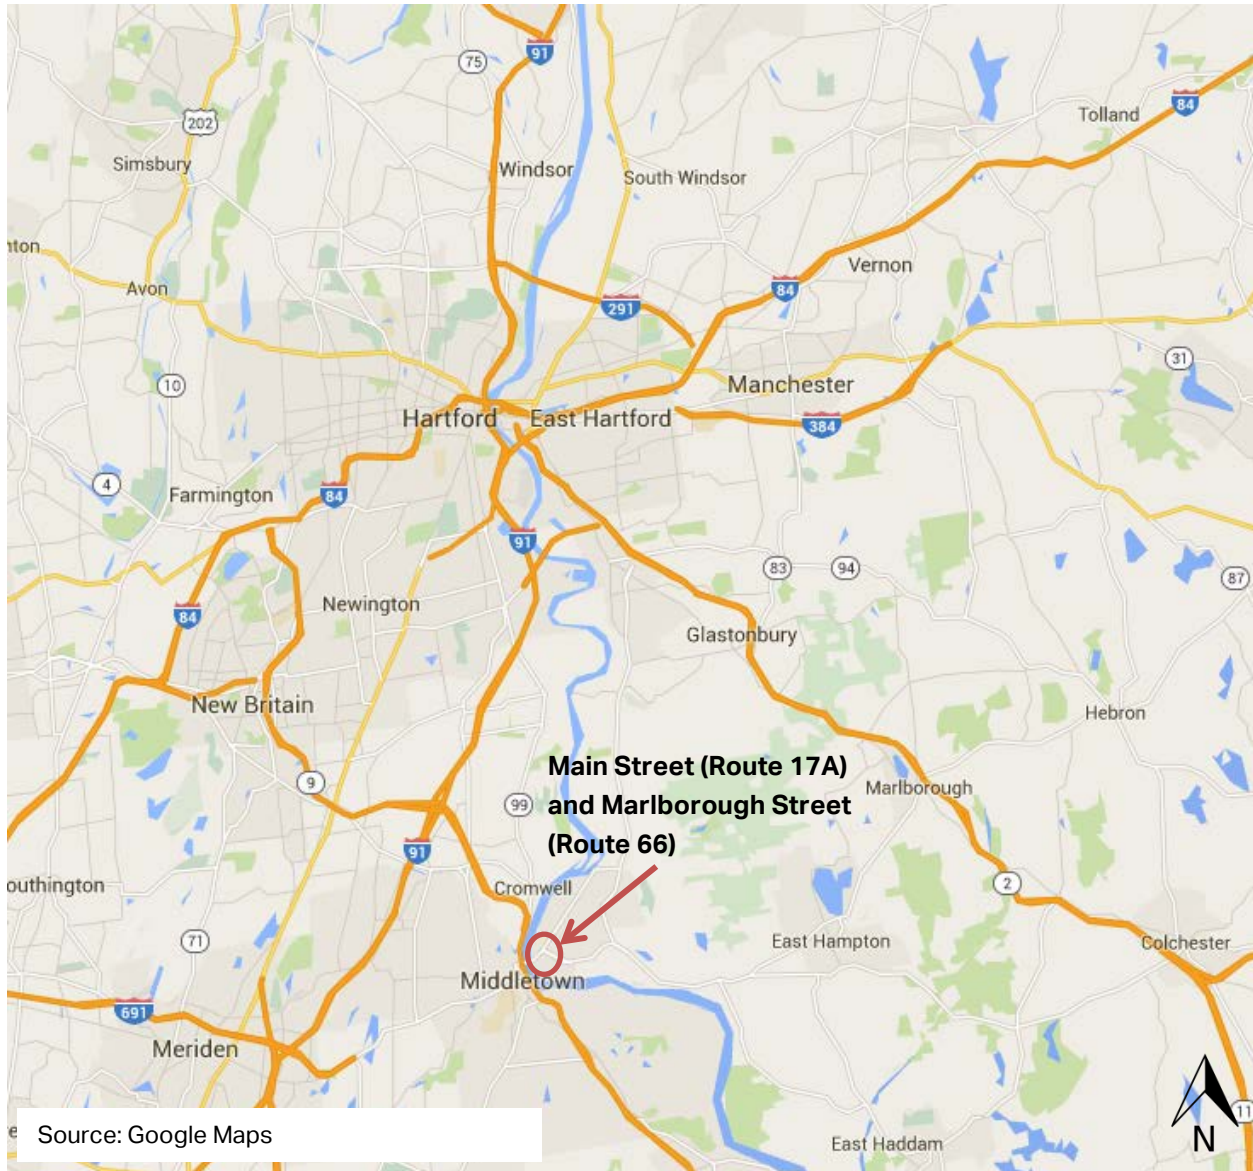 91
75
84
Tolland
202
Simsbury
Windsor
South Windsor
nton
Vernon
Avon
84
291
31
10
Manchester
Hartford
East Hartford
384
4
Farmington
84
91
83
94
87
Newington
84
Glastonbury
New Britain
Hebron
Main Street (Route 17A)
and Marlborough Street
(Route 66)
9
99
Marlborough
91
outhington
Cromwell
2
71
East Hampton
Colchester
Middletown
691
Meriden
11
Source: Google Maps
N
East Haddam